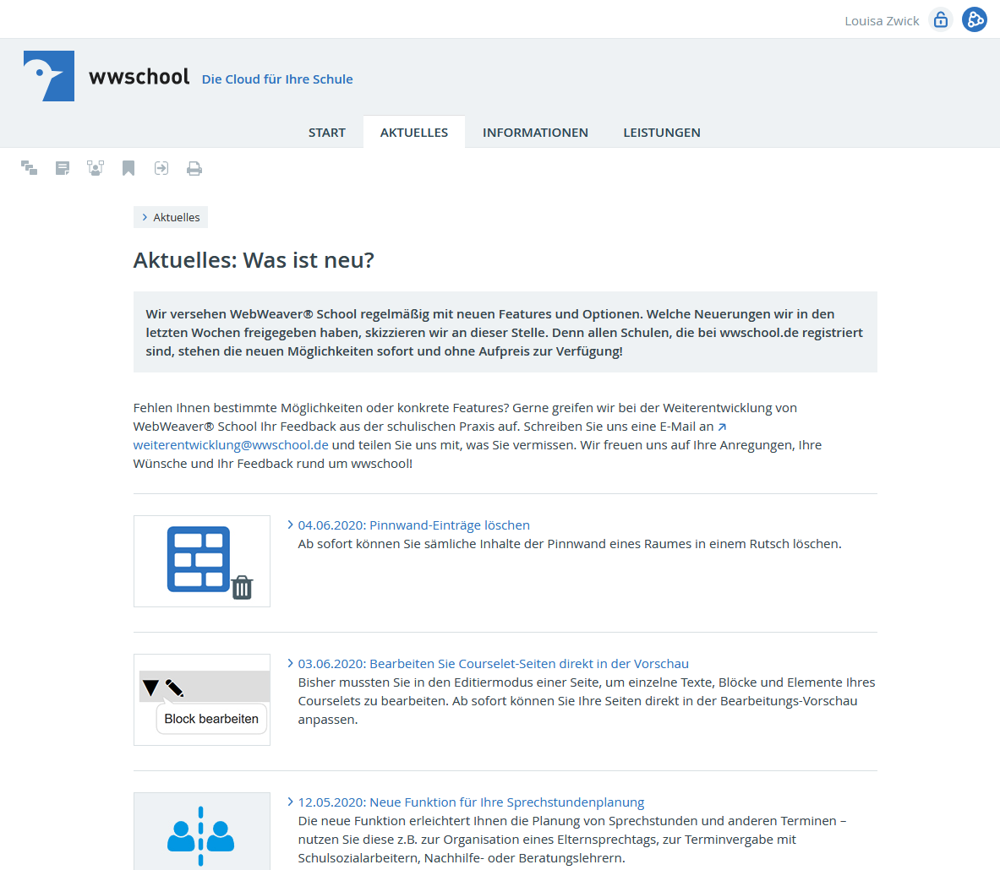 Louisa Zwick
wwschool Die Cloud für Ihre Schule
START AKTUELLES INFORMATIONEN LEISTUNGEN
Aktuelles
Aktuelles: Was ist neu?
Wir versehen WebWeaver® School regelmäßig mit neuen Features und Optionen. Welche Neuerungen wir in den
letzten Wochen freigegeben haben, skizzieren wir an dieser Stelle. Denn allen Schulen, die bei wwschool.de registriert
sind, stehen die neuen Möglichkeiten sofort und ohne Aufpreis zur Verfügung!
Fehlen Ihnen bestimmte Möglichkeiten oder konkrete Features? Gerne greifen wir bei der Weiterentwicklung von
WebWeaver® School Ihr Feedback aus der schulischen Praxis auf. Schreiben Sie uns eine E-Mail an
weiterentwicklung@wwschool.de und teilen Sie uns mit, was Sie vermissen. Wir freuen uns auf Ihre Anregungen, Ihre
Wünsche und Ihr Feedback rund um wwschool!
04.06.2020: Pinnwand-Einträge löschen
Ab sofort können Sie sämliche Inhalte der Pinnwand eines Raumes in einem Rutsch löschen.
03.06.2020: Bearbeiten Sie Courselet-Seiten direkt in der Vorschau
Bisher mussten Sie in den Editiermodus einer Seite, um einzelne Texte, Blöcke und Elemente Ihres
Courselets zu bearbeiten. Ab sofort können Sie Ihre Seiten direkt in der Bearbeitungs-Vorschau
anpassen.
Block bearbeiten
12.05.2020: Neue Funktion für Ihre Sprechstundenplanung
Die neue Funktion erleichtert Ihnen die Planung von Sprechstunden und anderen Terminen –
nutzen Sie diese z.B. zur Organisation eines Elternsprechtags, zur Terminvergabe mit
Schulsozialarbeitern, Nachhilfe- oder Beratungslehrern.